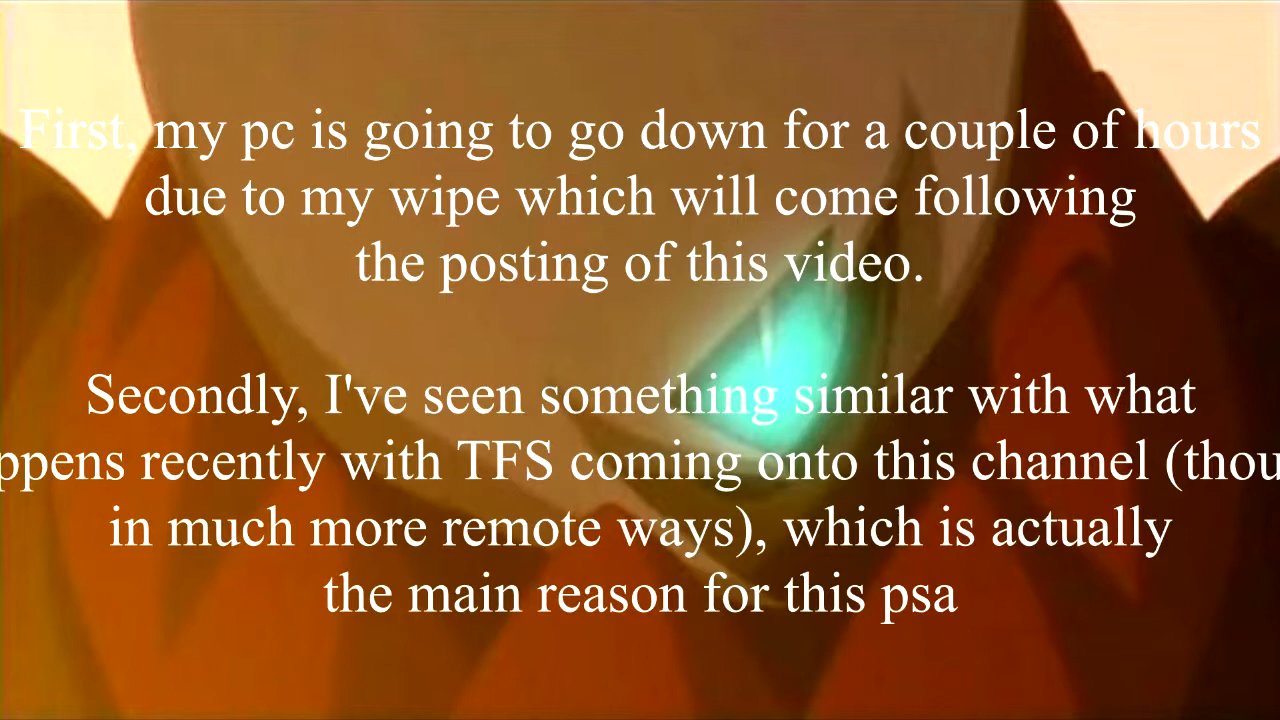 First, my pc is going to go down for a couple of hours
due to my wipe which will come following
the posting of this video.
Secondly, I've seen something similar with what
ppens recently with TFS coming onto this channel (thou
in much more remote ways), which is actually
the main reason for this psa